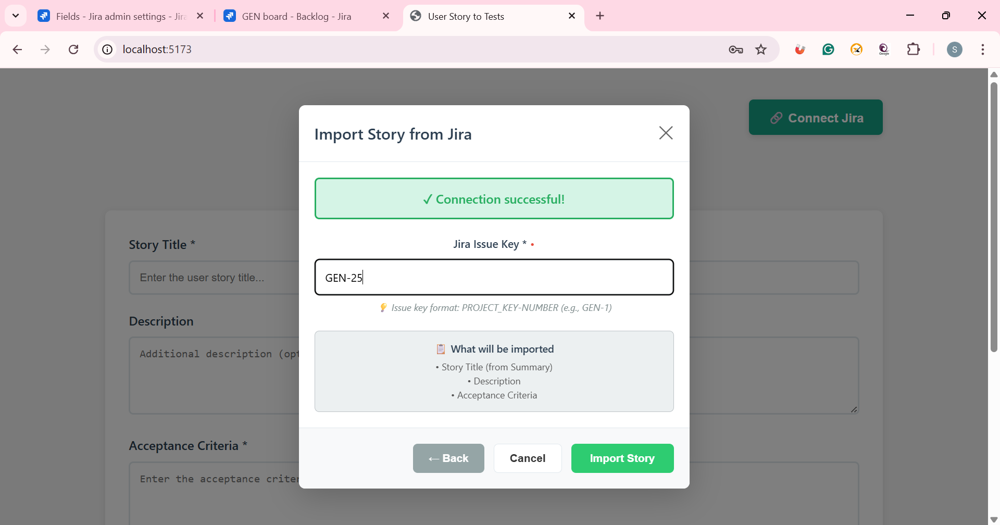 Fields - Jira admin settings - Jira
GEN board - Backlog - Jira
User Story to Tests
localhost:5173
Qeagle
S
Connect Jira
Import Story from Jira
✓ Connection successful!
Jira Issue Key * •
GEN-25
Issue key format: PROJECT_KEY-NUMBER (e.g., GEN-1)
What will be imported
• Story Title (from Summary)
• Description
• Acceptance Criteria
← Back
Cancel
Import Story
Story Title *
Enter the user story title...
Description
Additional description (opt
Acceptance Criteria *
Enter the acceptance criter